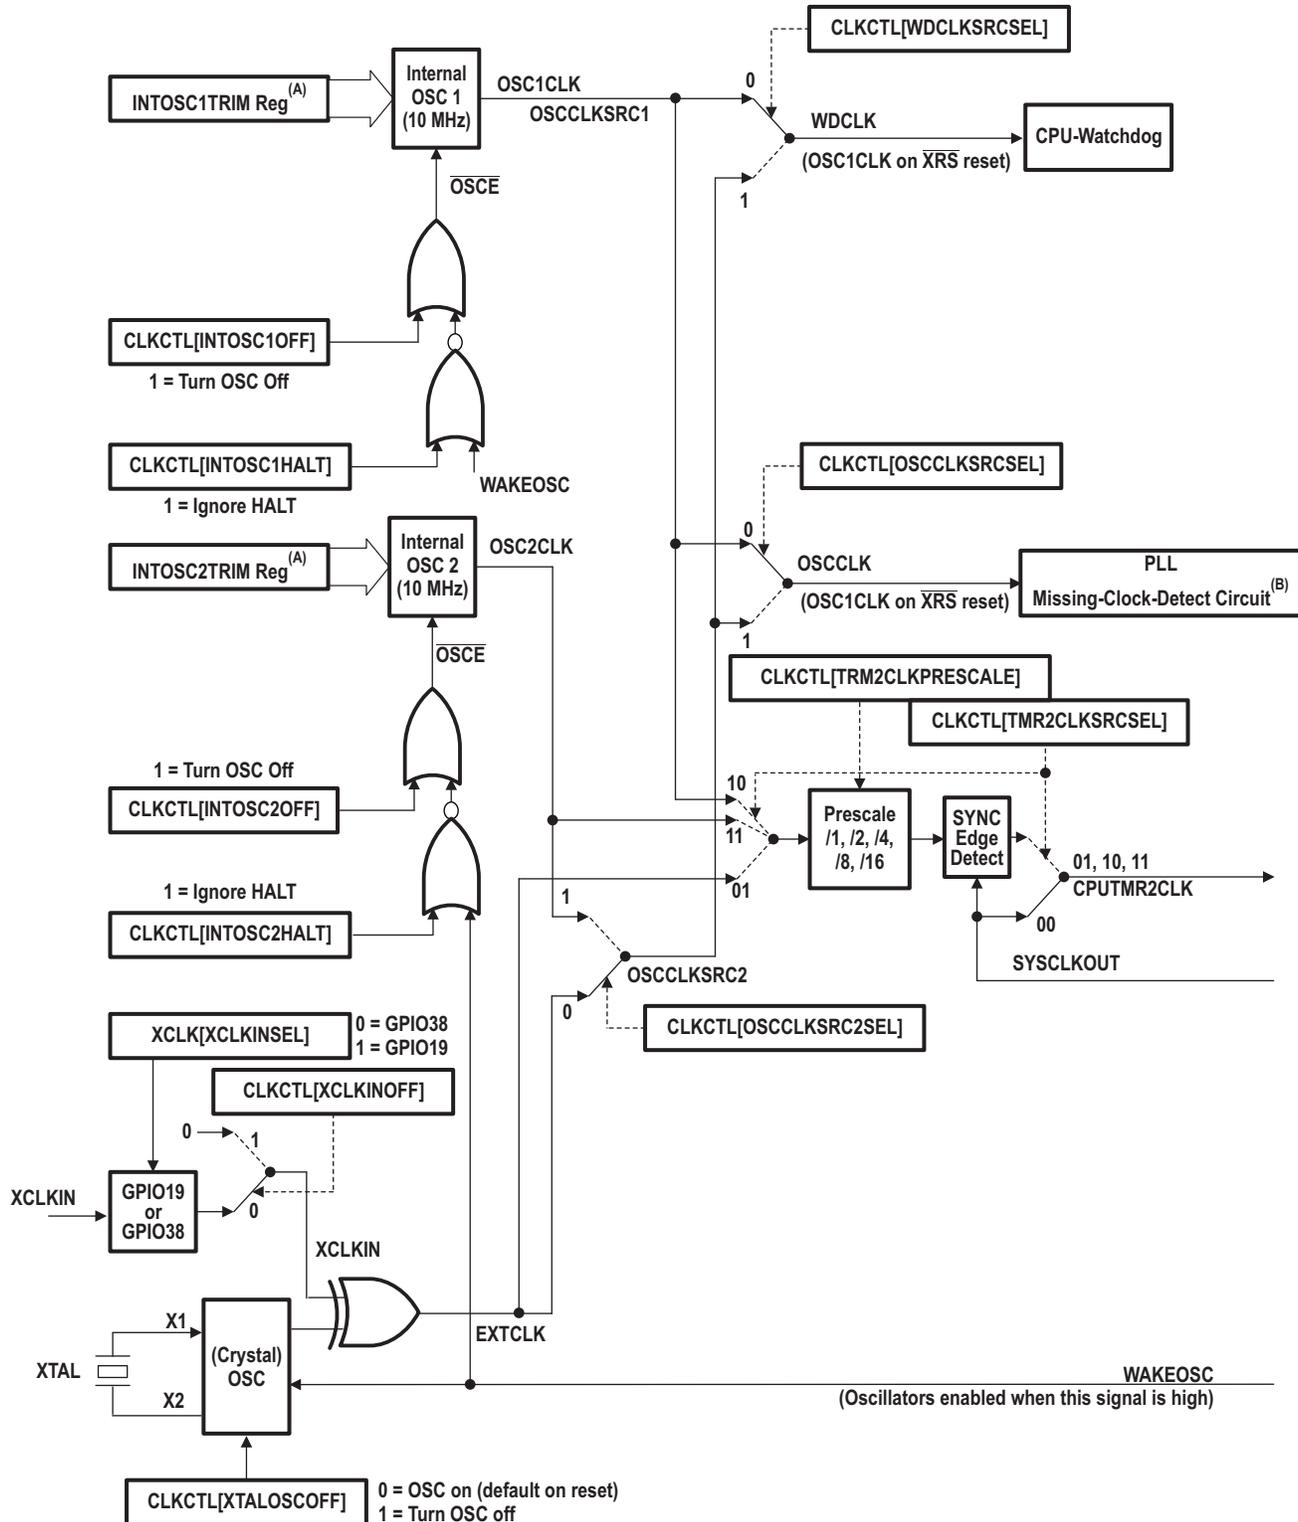 CLKCTL[WDCLKSRCSEL]
INTOSC1TRIM Reg(A)
Internal
OSC 1
(10 MHz)
OSC1CLK
OSCCLKSRC1
0
WDCLK
(OSC1CLK on XRS reset)
CPU-Watchdog
1
OSCE
CLKCTL[INTOSC1OFF]
1 = Turn OSC Off
CLKCTL[INTOSC1HALT]
1 = Ignore HALT
WAKEOSC
CLKCTL[OSCCLKSRCSEL]
INTOSC2TRIM Reg(A)
Internal
OSC 2
(10 MHz)
OSC2CLK
0
OSCCLK
(OSC1CLK on XRS reset)
PLL
Missing-Clock-Detect Circuit(B)
1
OSCE
CLKCTL[TRM2CLKPRESCALE]
CLKCTL[TMR2CLKSRCSEL]
1 = Turn OSC Off
CLKCTL[INTOSC2OFF]
10
11
01
Prescale
/1, /2, /4,
/8, /16
SYNC
Edge
Detect
01, 10, 11
CPUTMR2CLK
00
SYSCLKOUT
1 = Ignore HALT
CLKCTL[INTOSC2HALT]
1
OSCCLKSRC2
0
CLKCTL[OSCCLKSRC2SEL]
XCLK[XCLKINSEL]
0 = GPIO38
1 = GPIO19
CLKCTL[XCLKINOFF]
0
1
XCLKIN
GPIO19
or
GPIO38
0
XCLKIN
EXTCLK
X1
XTAL
X2
(Crystal)
OSC
WAKEOSC
(Oscillators enabled when this signal is high)
CLKCTL[XTALOSCOFF]
0 = OSC on (default on reset)
1 = Turn OSC off